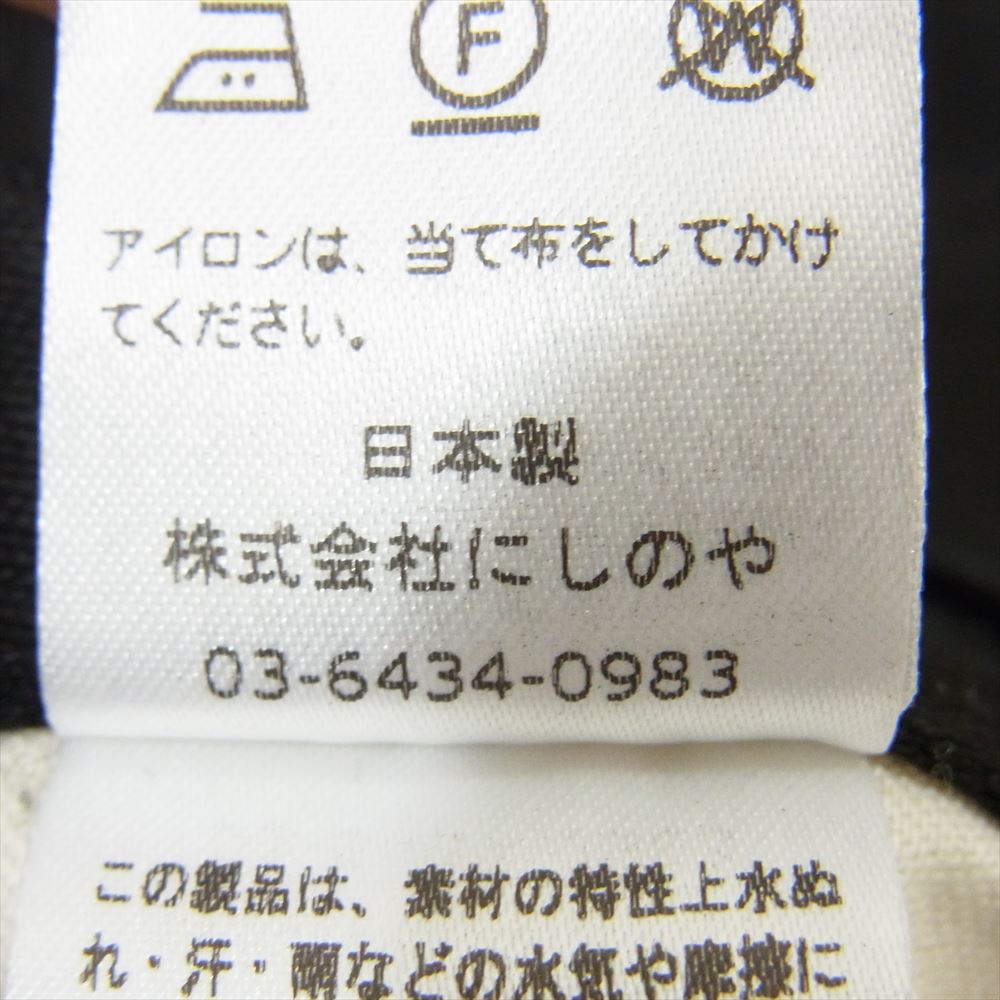 F W
アイロンは、当て布をしてかけ
てください。
日本製
株式会社にしのや
03-6434-0983
この製品は、素材の特性上水ぬ
れ・汗・雨などの水気や摩擦に